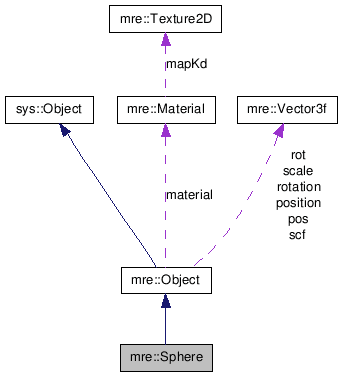 mre::Texture2D
mapKd
sys::Object
mre::Material
mre::Vector3f
material
rot
scale
rotation
position
pos
scf
mre::Object
mre::Sphere